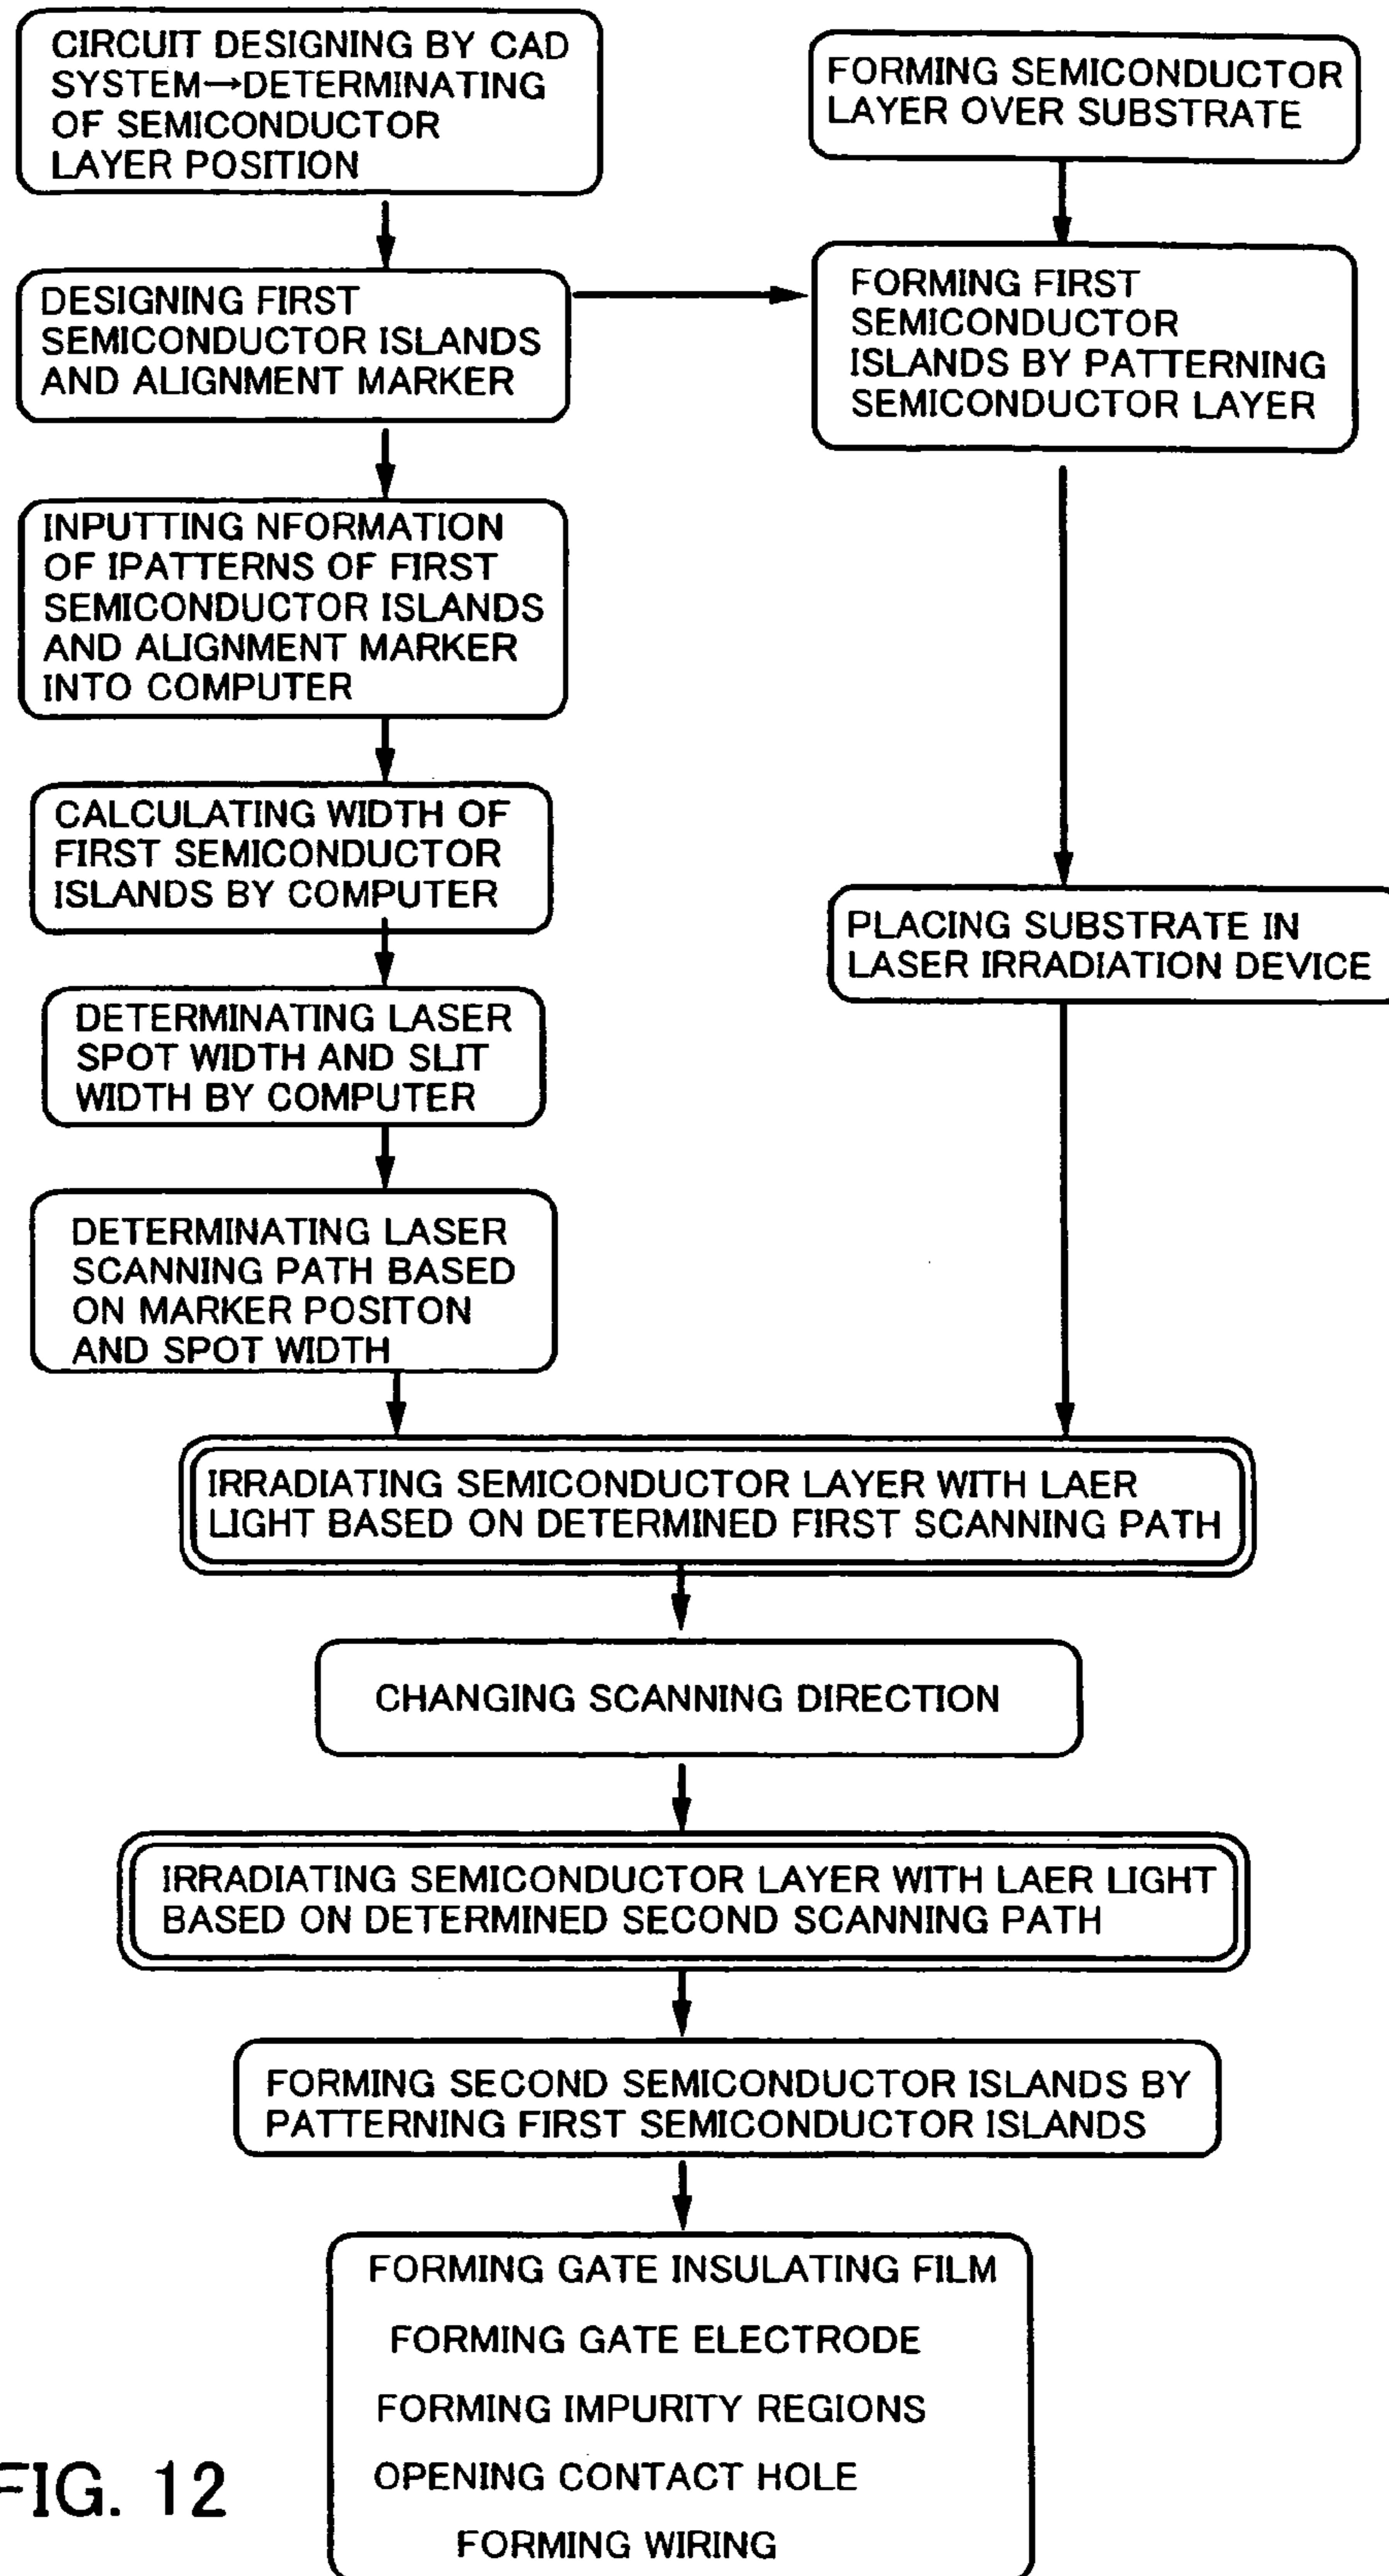 CIRCUIT DESIGNING BY CAD
SYSTEM→DETERMINATING
OF SEMICONDUCTOR
LAYER POSITION
FORMING SEMICONDUCTOR
LAYER OVER SUBSTRATE
DESIGNING FIRST
SEMICONDUCTOR ISLANDS
AND ALIGNMENT MARKER
FORMING FIRST
SEMICONDUCTOR
ISLANDS BY PATTERNING
SEMICONDUCTOR LAYER
INPUTTING NFORMATION
OF IPATTERNS OF FIRST
SEMICONDUCTOR ISLANDS
AND ALIGNMENT MARKER
INTO COMPUTER
CALCULATING WIDTH OF
FIRST SEMICONDUCTOR
ISLANDS BY COMPUTER
PLACING SUBSTRATE IN
LASER IRRADIATION DEVICE
DETERMINATING LASER
SPOT WIDTH AND SLIT
WIDTH BY COMPUTER
DETERMINATING LASER
SCANNING PATH BASED
ON MARKER POSITON
AND SPOT WIDTH
IRRADIATING SEMICONDUCTOR LAYER WITH LAER
LIGHT BASED ON DETERMINED FIRST SCANNING PATH
CHANGING SCANNING DIRECTION
IRRADIATING SEMICONDUCTOR LAYER WITH LAER LIGHT
BASED ON DETERMINED SECOND SCANNING PATH
FORMING SECOND SEMICONDUCTOR ISLANDS BY
PATTERNING FIRST SEMICONDUCTOR ISLANDS
FORMING GATE INSULATING FILM
FORMING GATE ELECTRODE
FORMING IMPURITY REGIONS
OPENING CONTACT HOLE
FORMING WIRING
FIG. 12